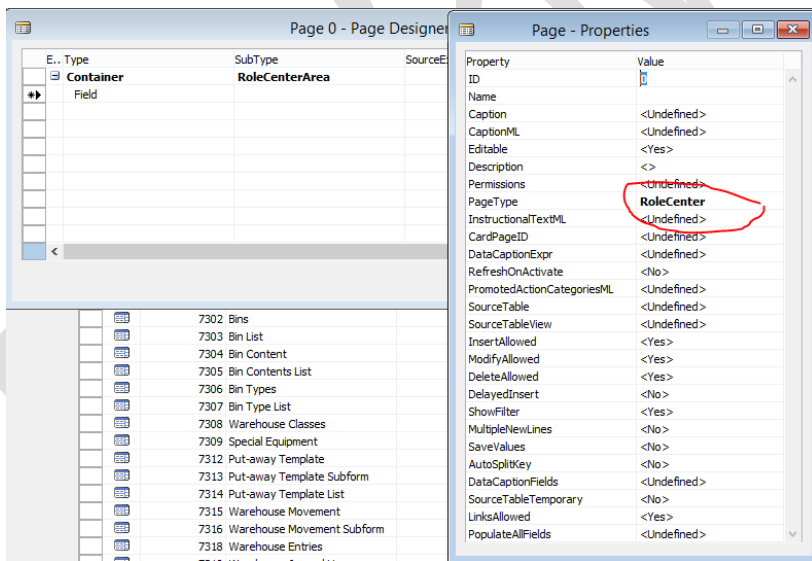 Page 0 - Page Designer
E.. Type SubType SourceE
Container RoleCenterArea
Field
7302 Bins
7303 Bin List
7304 Bin Content
7305 Bin Contents List
7306 Bin Types
7307 Bin Type List
7308 Warehouse Classes
7309 Special Equipment
7312 Put-away Template
7313 Put-away Template Subform
7314 Put-away Template List
7315 Warehouse Movement
7316 Warehouse Movement Subform
7318 Warehouse Entries
Page - Properties
Property Value
ID 0
Name
Caption <Undefined>
CaptionML <Undefined>
Editable <Yes>
Description <>
Permissions <Undefined>
PageType RoleCenter
InstructionalTextML <Undefined>
CardPageID <Undefined>
DataCaptionExpr <Undefined>
RefreshOnActivate <No>
PromotedActionCategoriesML <Undefined>
SourceTable <Undefined>
SourceTableView <Undefined>
InsertAllowed <Yes>
ModifyAllowed <Yes>
DeleteAllowed <Yes>
DelayedInsert <No>
ShowFilter <Yes>
MultipleNewLines <No>
SaveValues <No>
AutoSplitKey <No>
DataCaptionFields <Undefined>
SourceTableTemporary <No>
LinksAllowed <Yes>
PopulateAllFields <Undefined>